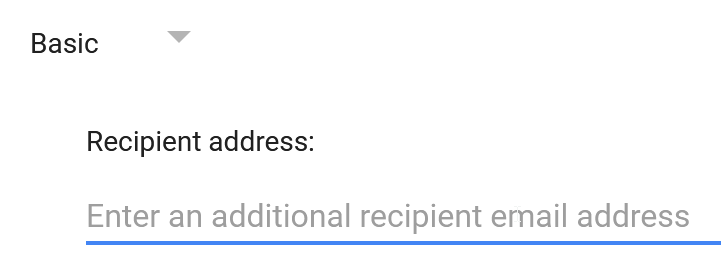 Basic
Recipient address:
Enter an additional recipient email address